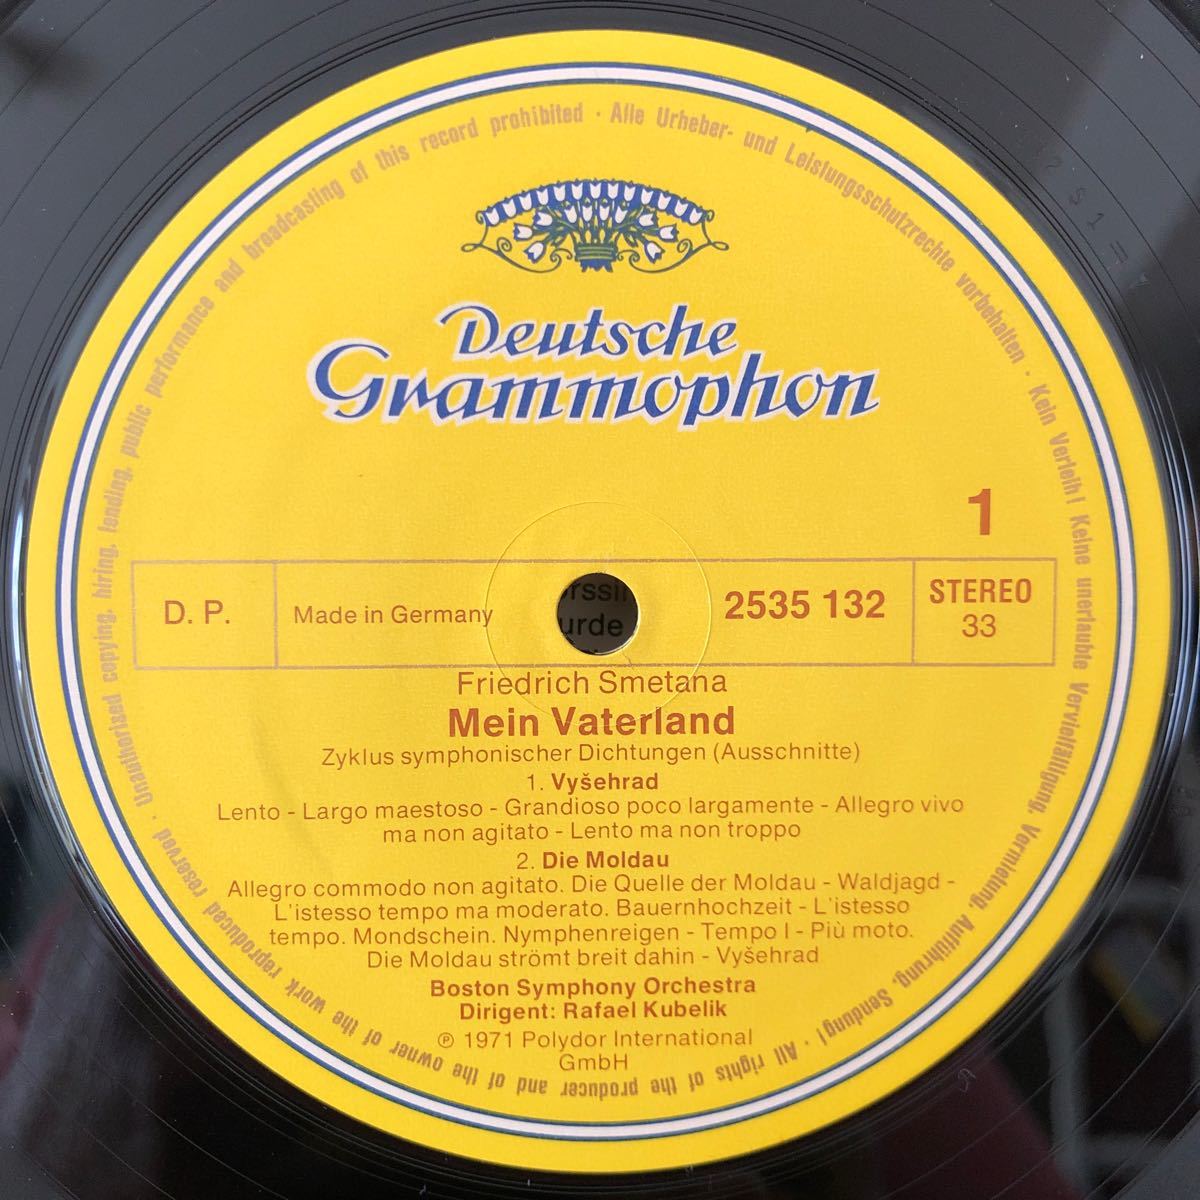 Deutsche
Grammophon
1
D. P.
Made in Germany
2535 132
STEREO
33
rssi
urde
Friedrich Smetana
Mein Vaterland
Zyklus symphonischer Dichtungen (Ausschnitte)
1. Vyšehrad
Lento - Largo maestoso - Grandioso poco largamente - Allegro vivo
ma non agitato - Lento ma non troppo
2. Die Moldau
Allegro commodo non agitato. Die Quelle der Moldau - Waldjagd -
L'istesso tempo ma moderato. Bauernhochzeit - L'istesso
tempo. Mondschein. Nymphenreigen - Tempo I - Più moto.
Die Moldau strömt breit dahin - Vyšehrad
Boston Symphony Orchestra
Dirigent: Rafael Kubelik
℗ 1971 Polydor International
GmbH
Alle Urheber- und Leistungsschutzrechte vorbehalten · Kein Verleih! Keine unerlaubte Vervielfältigung, Vermietung, Aufführung, Sendung! · All rights of the producer and of the owner of the work reproduced reserved · Unauthorised copying, hiring, lending, public performance and broadcasting of this record prohibited ·